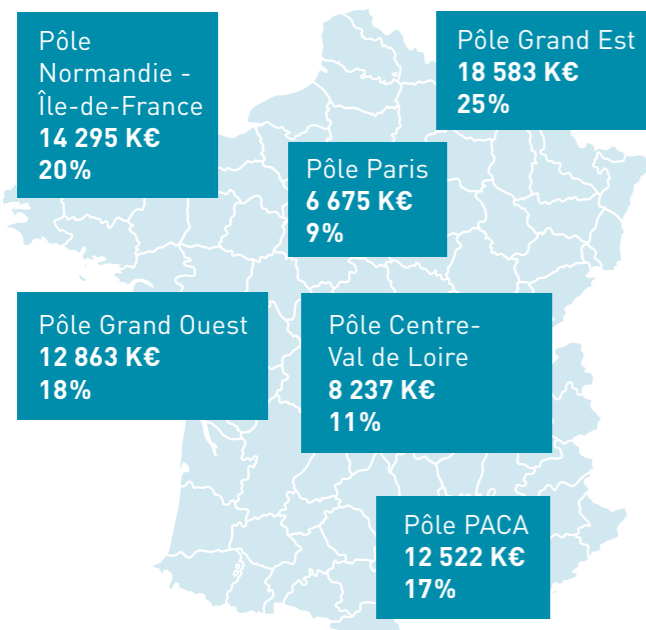 Pôle
Normandie -
Île-de-France
14 295 K€
20%
Pôle Grand Est
18 583 K€
25%
Pôle Paris
6 675 K€
9%
Pôle Grand Ouest
12 863 K€
18%
Pôle Centre-
Val de Loire
8 237 K€
11%
Pôle PACA
12 522 K€
17%